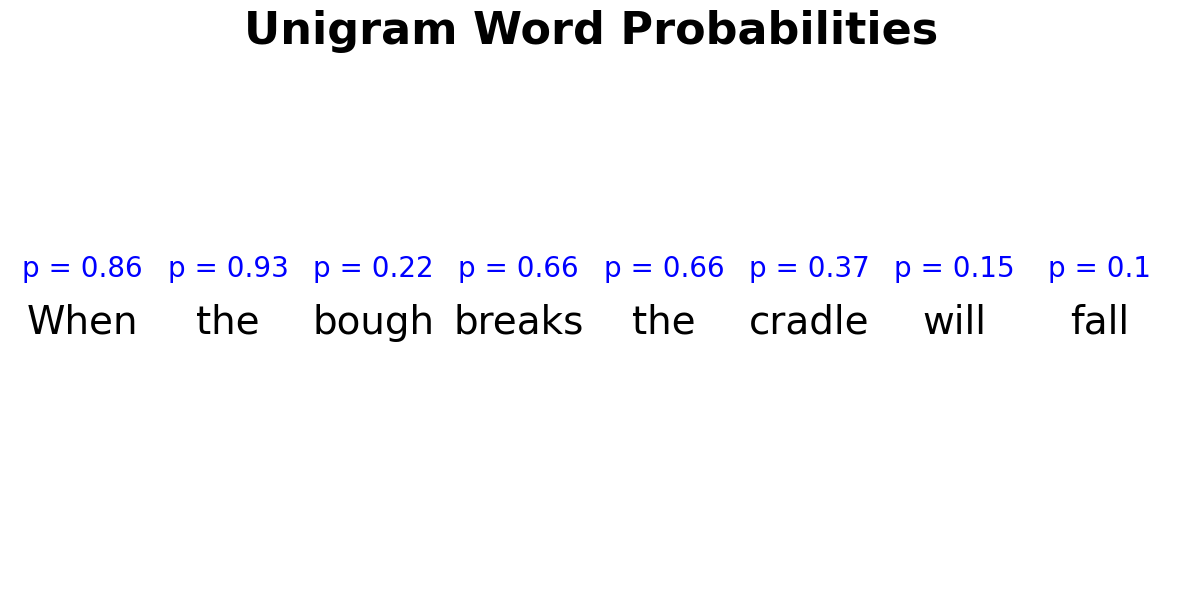 Unigram Word Probabilities
p = 0.86 p = 0.93 p = 0.22 p = 0.66 p = 0.66 p = 0.37 p = 0.15 p = 0.1
When the bough breaks the cradle will fall